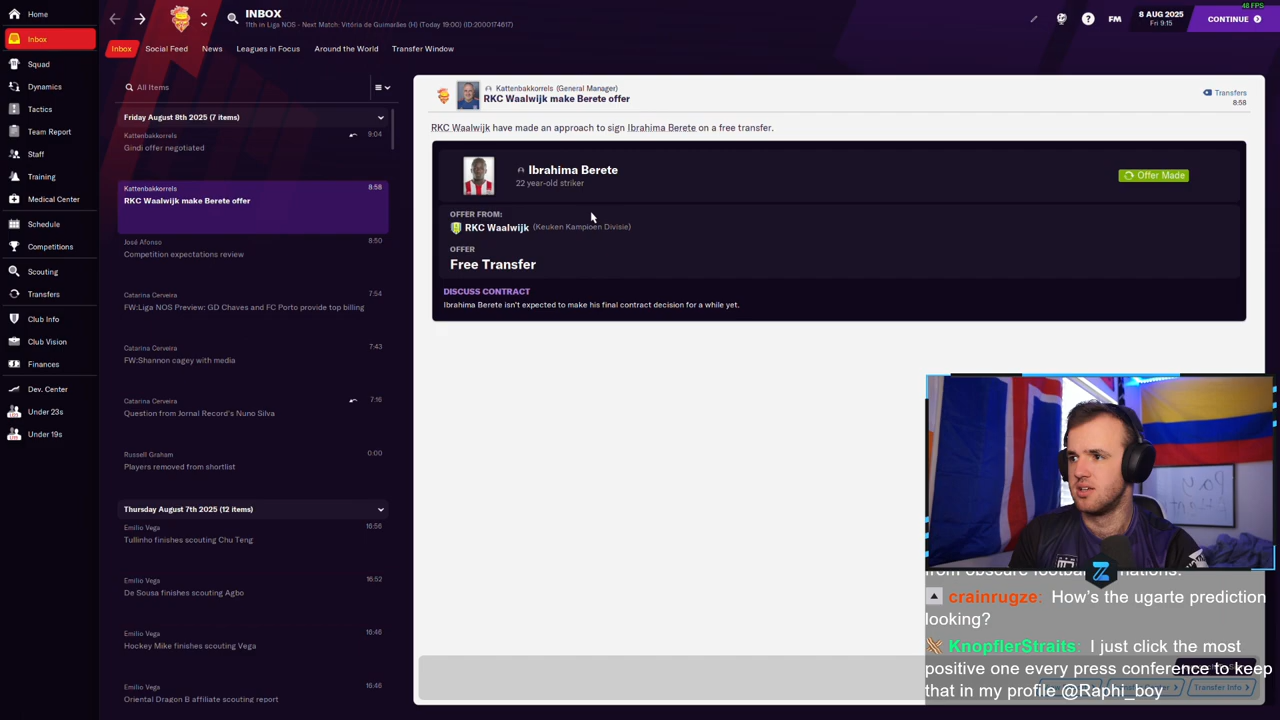 48 FPS
Home
INBOX
11th in Liga NOS - Next Match: Vitória de Guimarães (H) (Today 19:00) (ID:2000174617)
FM
8 AUG 2025
Fri 9:15
CONTINUE
Inbox
Inbox
Social Feed
News
Leagues in Focus
Around the World
Transfer Window
Squad
Dynamics
Tactics
Team Report
Staff
Training
Medical Center
Schedule
Competitions
Scouting
Transfers
Club Info
Club Vision
Finances
Dev. Center
Under 23s
Under 19s
All Items
Friday August 8th 2025 (7 items)
Kattenbakkorrels 9:04
Gindi offer negotiated
Kattenbakkorrels 8:58
RKC Waalwijk make Berete offer
José Afonso 8:50
Competition expectations review
Catarina Cerveira 7:54
FW:Liga NOS Preview: GD Chaves and FC Porto provide top billing
Catarina Cerveira 7:43
FW:Shannon cagey with media
Catarina Cerveira 7:16
Question from Jornal Record's Nuno Silva
Russell Graham 0:00
Players removed from shortlist
Thursday August 7th 2025 (12 items)
Emilio Vega 16:56
Tullinho finishes scouting Chu Teng
Emilio Vega 16:52
De Sousa finishes scouting Agbo
Emilio Vega 16:46
Hockey Mike finishes scouting Vega
Emilio Vega 16:46
Oriental Dragon B affiliate scouting report
Kattenbakkorrels (General Manager)
RKC Waalwijk make Berete offer
Transfers
8:58
RKC Waalwijk have made an approach to sign Ibrahima Berete on a free transfer.
Ibrahima Berete
22 year-old striker
Offer Made
OFFER FROM:
RKC Waalwijk (Keuken Kampioen Divisie)
OFFER
Free Transfer
DISCUSS CONTRACT
Ibrahima Berete isn't expected to make his final contract decision for a while yet.
crainrugze: How's the ugarte prediction
looking?
KnopflerStraits: I just click the most
positive one every press conference to keep
that in my profile @Raphi_boy
Transfer Info